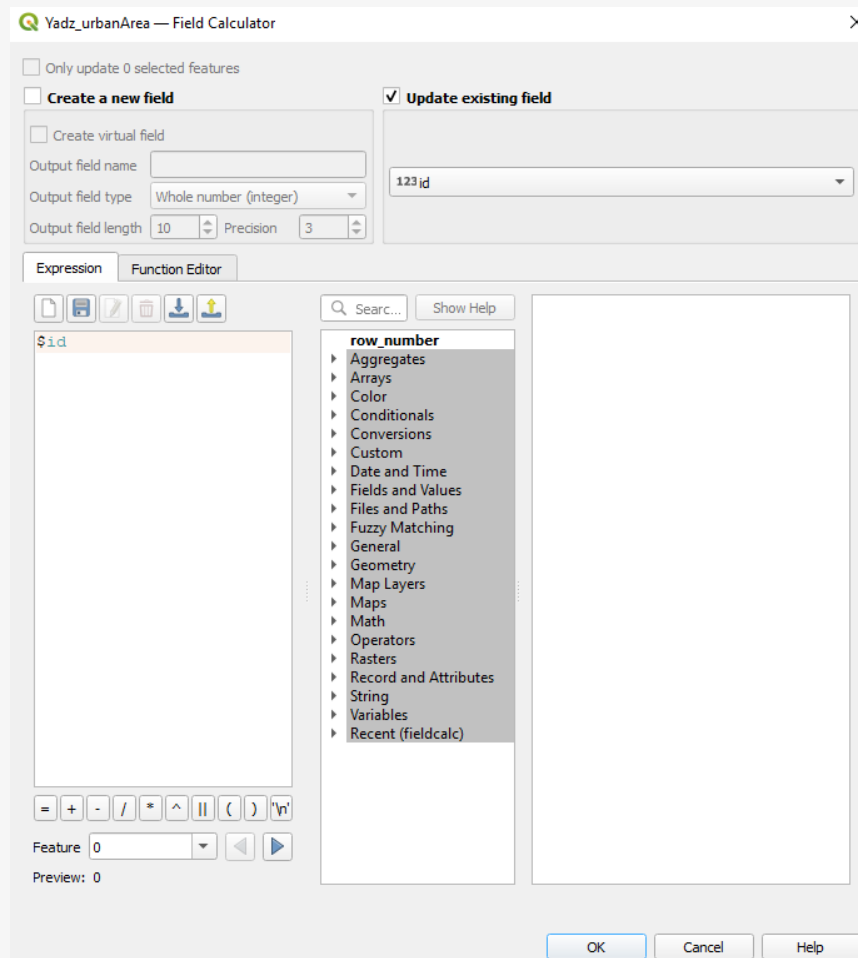 Yadz_urbanArea — Field Calculator
Only update 0 selected features
Create a new field
Update existing field
Create virtual field
Output field name
Output field type Whole number (integer)
Output field length 10 Precision 3
123 id
Expression Function Editor
Searc... Show Help
$id
row_number
Aggregates
Arrays
Color
Conditionals
Conversions
Custom
Date and Time
Fields and Values
Files and Paths
Fuzzy Matching
General
Geometry
Map Layers
Maps
Math
Operators
Rasters
Record and Attributes
String
Variables
Recent (fieldcalc)
= + - / * ^ || ( ) '\n'
Feature 0
Preview: 0
OK Cancel Help